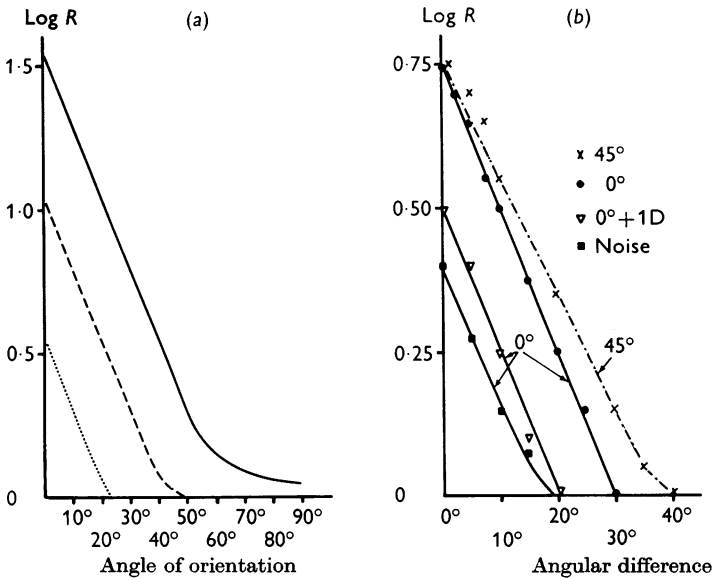 Log R
(a)
1·5
1·0
0·5
0
10° 30° 50° 70° 90°
20° 40° 60° 80°
Angle of orientation
Log R
(b)
0·75
0·50
0·25
0
x 45°
● 0°
▽ 0°+1D
■ Noise
0°
45°
0° 20° 40°
10° 30°
Angular difference